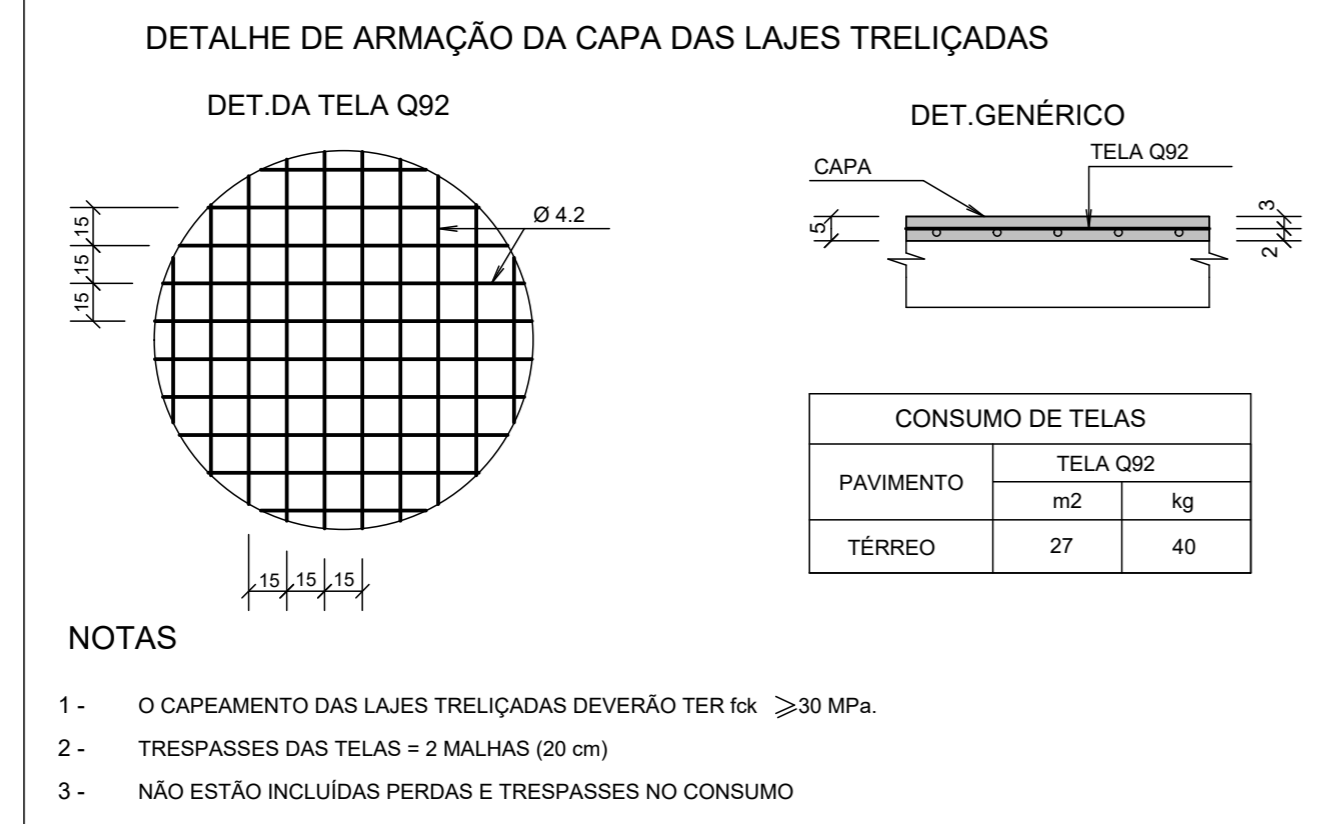 DETALHE DE ARMAÇÃO DA CAPA DAS LAJES TRELIÇADAS
DET.DA TELA Q92
15
15
15
Ø 4.2
15 15 15
DET.GENÉRICO
CAPA
TELA Q92
5
3
2
CONSUMO DE TELAS
PAVIMENTO
TELA Q92
m2 kg
TÉRREO 27 40
NOTAS
1 - O CAPEAMENTO DAS LAJES TRELIÇADAS DEVERÃO TER fck ⩾30 MPa.
2 - TRESPASSES DAS TELAS = 2 MALHAS (20 cm)
3 - NÃO ESTÃO INCLUÍDAS PERDAS E TRESPASSES NO CONSUMO